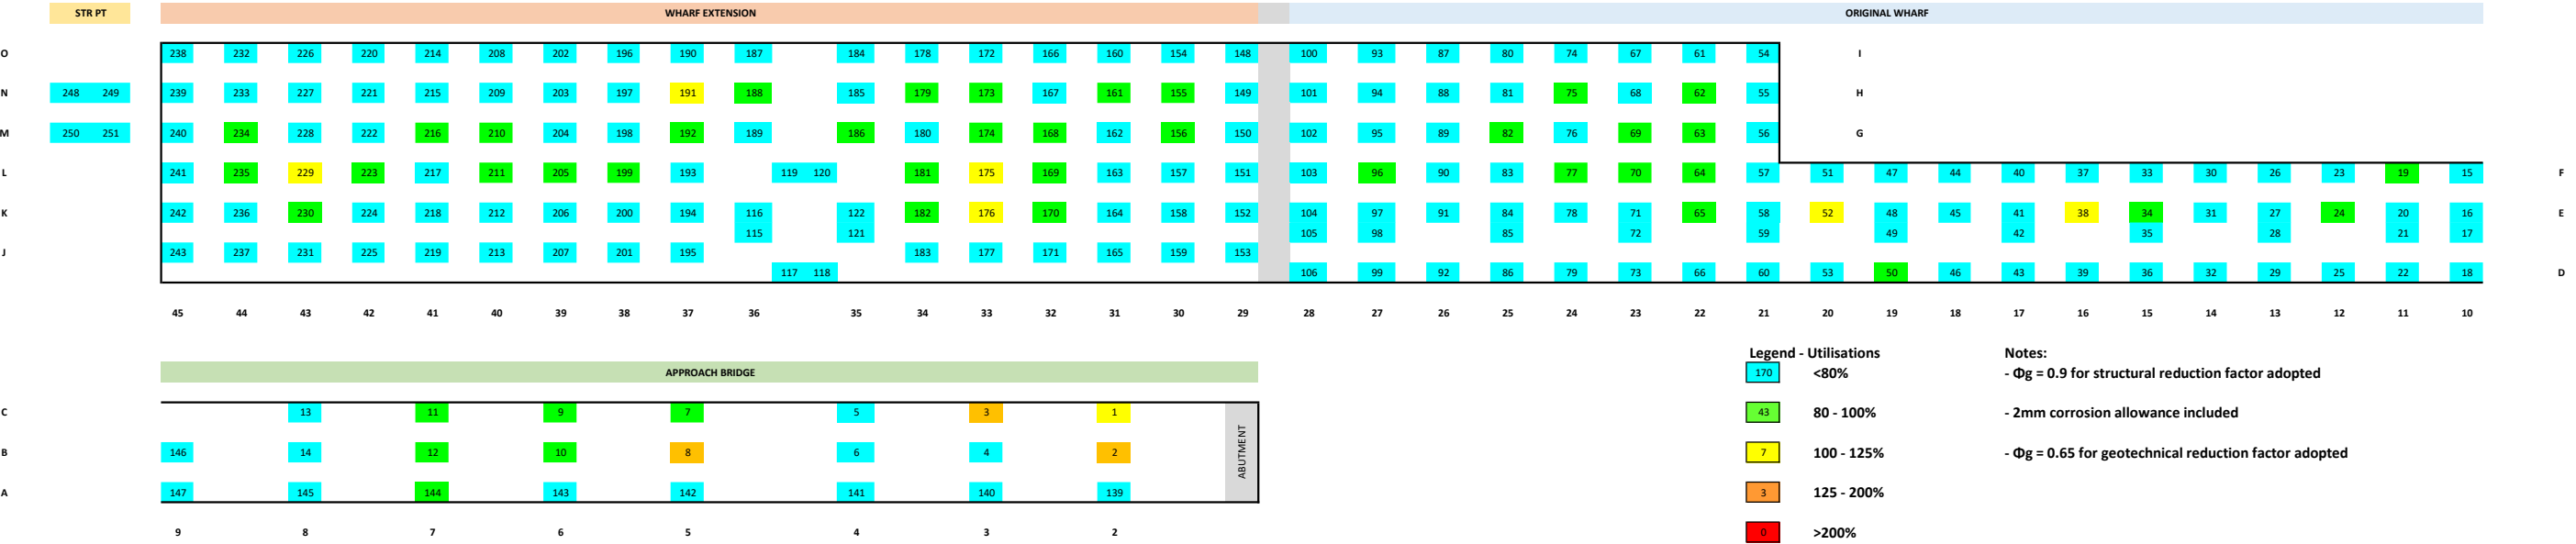 STR PT WHARF EXTENSION ORIGINAL WHARF
O 238 232 226 220 214 208 202 196 190 187 184 178 172 166 160 154 148 100 93 87 80 74 67 61 54 I
N 248 249 239 233 227 221 215 209 203 197 191 188 185 179 173 167 161 155 149 101 94 88 81 75 68 62 55 H
M 250 251 240 234 228 222 216 210 204 198 192 189 186 180 174 168 162 156 150 102 95 89 82 76 69 63 56 G
L 241 235 229 223 217 211 205 199 193 119 120 181 175 169 163 157 151 103 96 90 83 77 70 64 57 51 47 44 40 37 33 30 26 23 19 15 F
K 242 236 230 224 218 212 206 200 194 116 122 182 176 170 164 158 152 104 97 91 84 78 71 65 58 52 48 45 41 38 34 31 27 24 20 16 E
115 121 105 98 85 72 59 49 42 35 28 21 17
J 243 237 231 225 219 213 207 201 195 183 177 171 165 159 153
117 118 106 99 92 86 79 73 66 60 53 50 46 43 39 36 32 29 25 22 18 D
45 44 43 42 41 40 39 38 37 36 35 34 33 32 31 30 29 28 27 26 25 24 23 22 21 20 19 18 17 16 15 14 13 12 11 10
APPROACH BRIDGE
C 13 11 9 7 5 3 1
B 146 14 12 10 8 6 4 2
A 147 145 144 143 142 141 140 139
ABUTMENT
9 8 7 6 5 4 3 2
Legend - Utilisations
170 <80%
43 80 - 100%
7 100 - 125%
3 125 - 200%
0 >200%
Notes:
- Φg = 0.9 for structural reduction factor adopted
- 2mm corrosion allowance included
- Φg = 0.65 for geotechnical reduction factor adopted